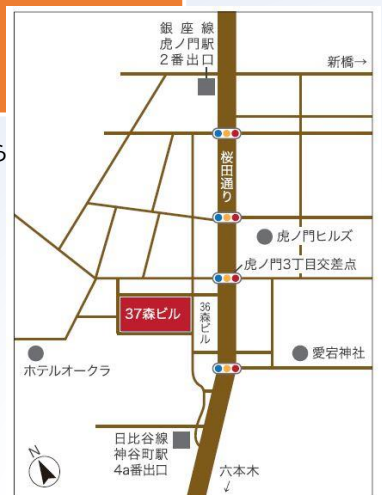 銀座線
虎ノ門駅
2番出口
新橋→
ら
桜田通り
虎ノ門ヒルズ
虎ノ門3丁目交差点
37森ビル
36森ビル
ホテルオークラ
愛宕神社
日比谷線
神谷町駅
4a番出口
六本木
↓
N